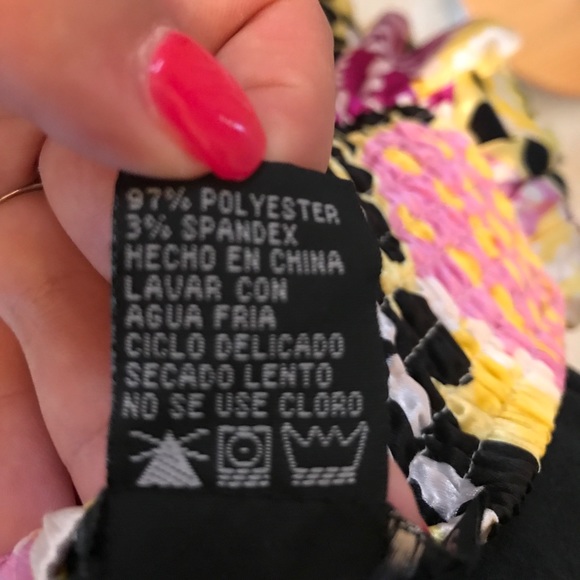 97% POLYESTER
3% SPANDEX
HECHO EN CHINA
LAVAR CON
AGUA FRIA
CICLO DELICADO
SECADO LENTO
NO SE USE CLORO